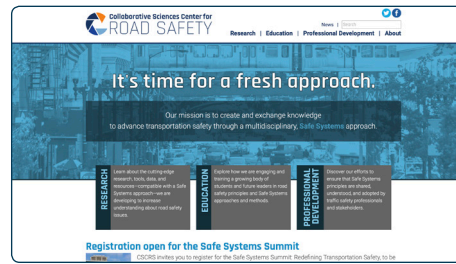 Collaborative Sciences Center for
ROAD SAFETY
News | Search
Research | Education | Professional Development | About
It's time for a fresh approach.
Our mission is to create and exchange knowledge
to advance transportation safety through a multidisciplinary, Safe Systems approach.
RESEARCH
Learn about the cutting-edge
research, tools, data, and
resources—compatible with a Safe
Systems approach—we are
developing to increase
understanding about road safety
issues.
EDUCATION
Explore how we are engaging and
training a growing body of
students and future leaders in road
safety principles and Safe Systems
approaches and methods.
PROFESSIONAL
DEVELOPMENT
Discover our efforts to
ensure that Safe Systems
principles are shared,
understood, and adopted by
traffic safety professionals
and stakeholders.
Registration open for the Safe Systems Summit
CSCRS invites you to register for the Safe Systems Summit: Redefining Transportation Safety, to be